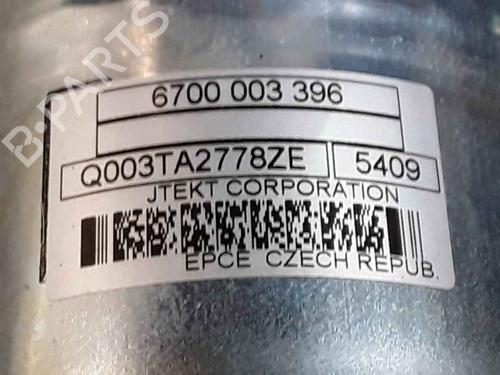 B-PARTS
6700 003 396
Q003TA2778ZE 5409
JTEKT CORPORATION
EPCE CZECH REPUB.